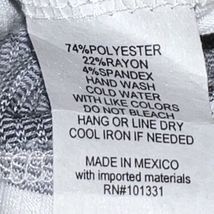 74%POLYESTER
22%RAYON
4%SPANDEX
HAND WASH
COLD WATER
WITH LIKE COLORS
DO NOT BLEACH
HANG OR LINE DRY
COOL IRON IF NEEDED
MADE IN MEXICO
with imported materials
RN#101331